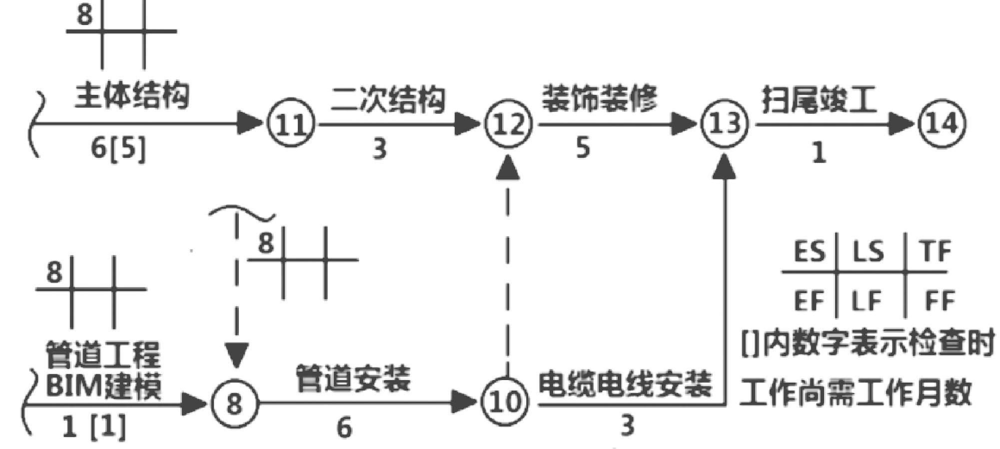 8
主体结构
6[5]
11
二次结构
3
12
装饰装修
5
13
扫尾竣工
1
14
8
8
ES LS TF
EF LF FF
[]内数字表示检查时
工作尚需工作月数
管道工程
BIM建模
1 [1]
8
管道安装
6
10
电缆电线安装
3